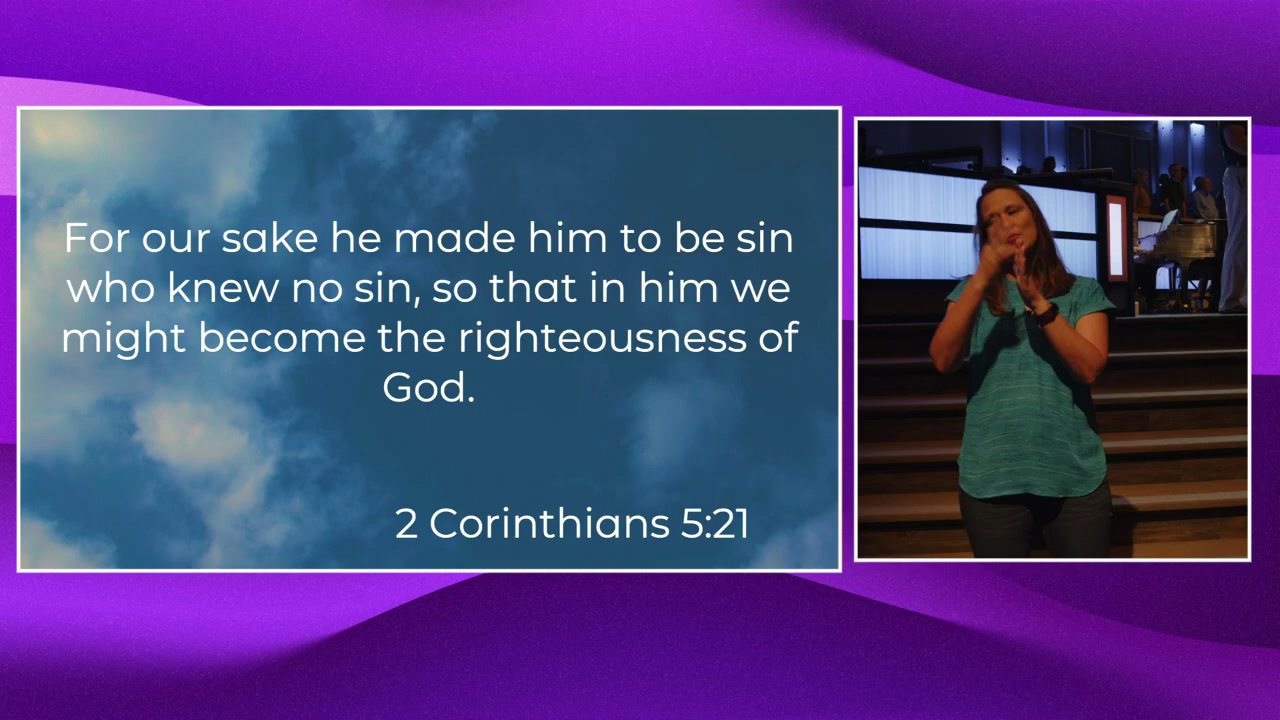 For our sake he made him to be sin
who knew no sin, so that in him we
might become the righteousness of
God.
2 Corinthians 5:21